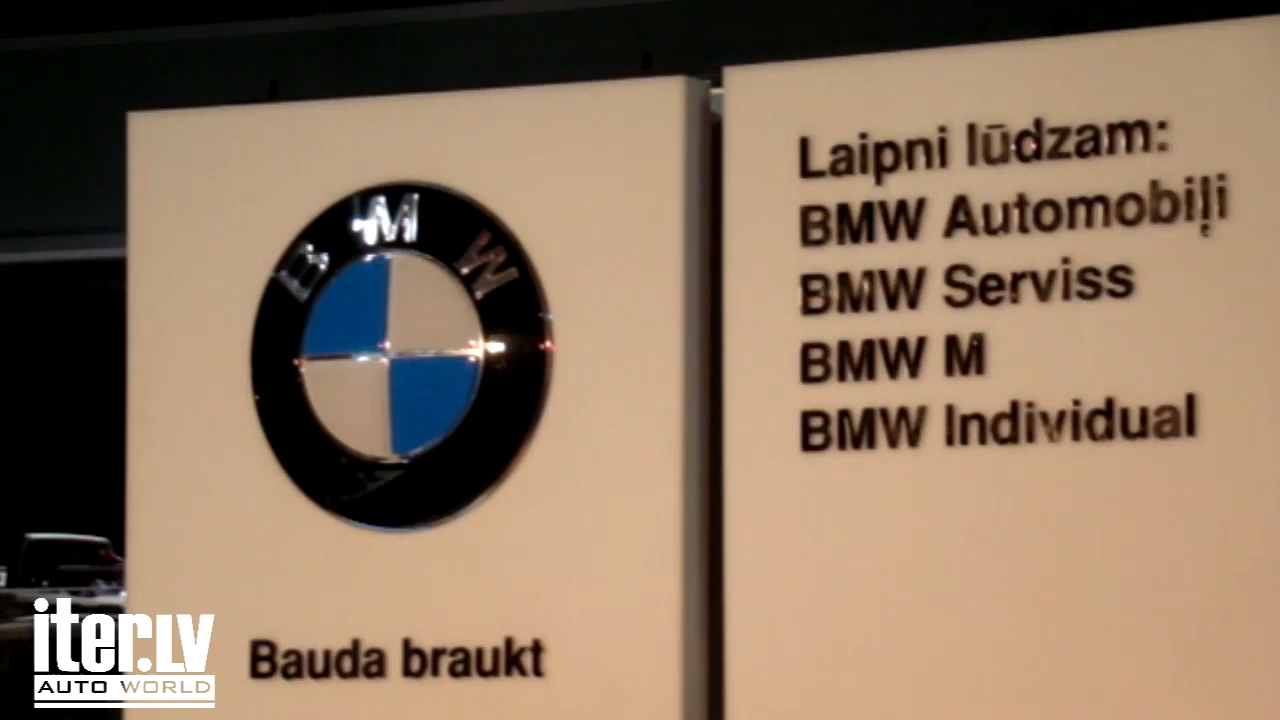 BMW
Bauda braukt
Laipni lūdzam:
BMW Automobiļi
BMW Serviss
BMW M
BMW Individual
iter.LV
AUTO WORLD